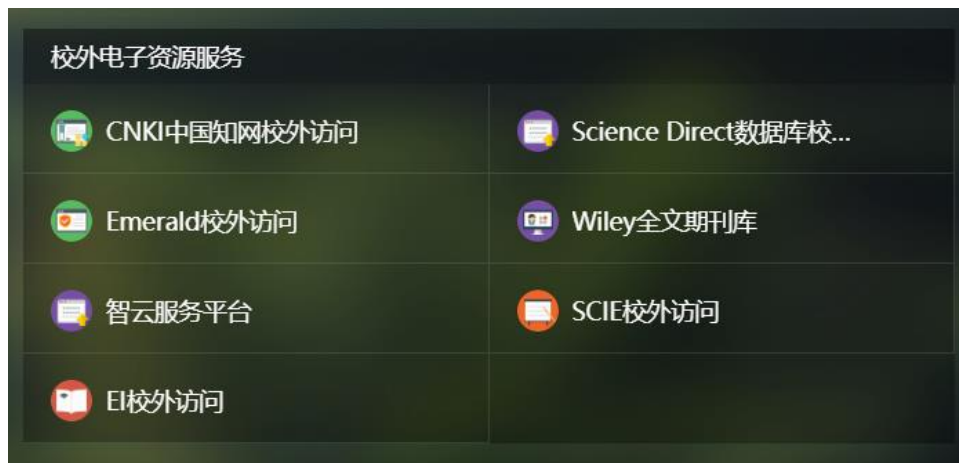 校外电子资源服务
CNKI中国知网校外访问
Science Direct数据库校...
Emerald校外访问
Wiley全文期刊库
智云服务平台
SCIE校外访问
EI校外访问